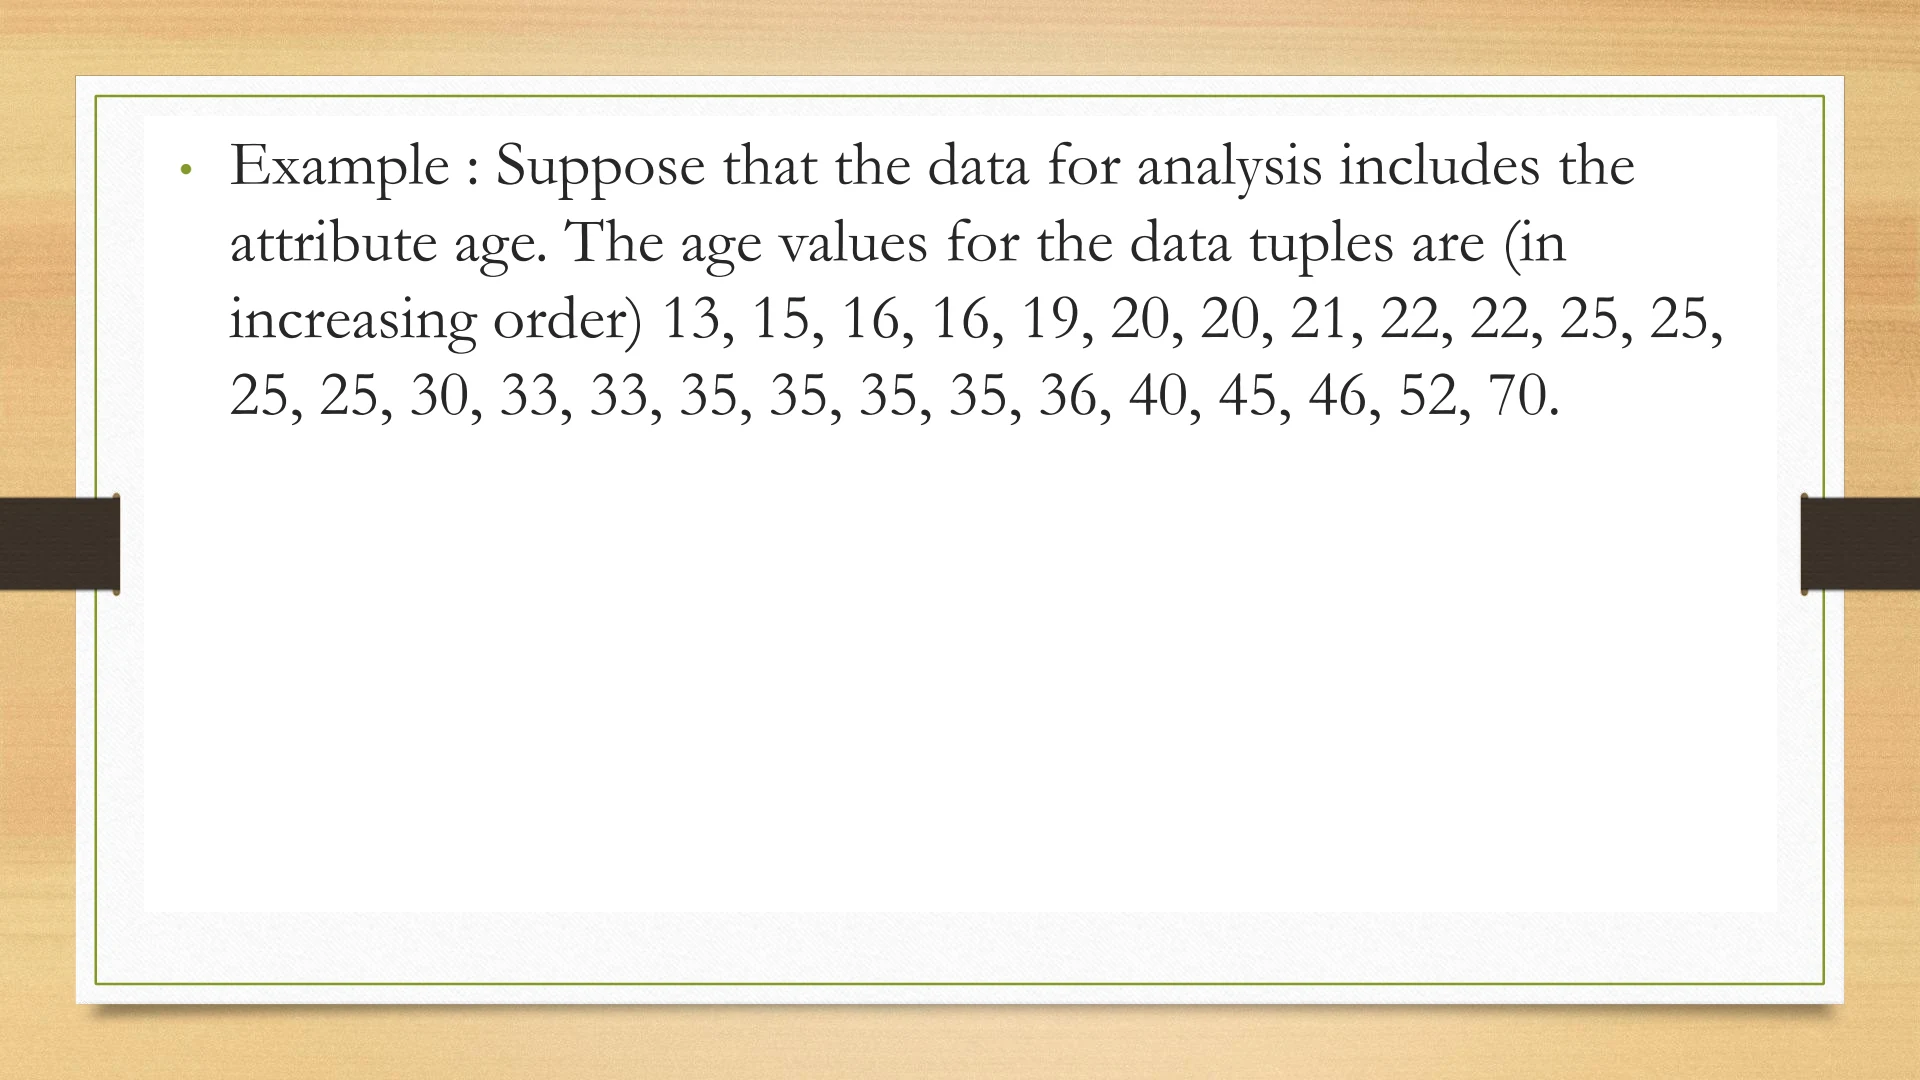 • Example : Suppose that the data for analysis includes the
attribute age. The age values for the data tuples are (in
increasing order) 13, 15, 16, 16, 19, 20, 20, 21, 22, 22, 25, 25,
25, 25, 30, 33, 33, 35, 35, 35, 35, 36, 40, 45, 46, 52, 70.